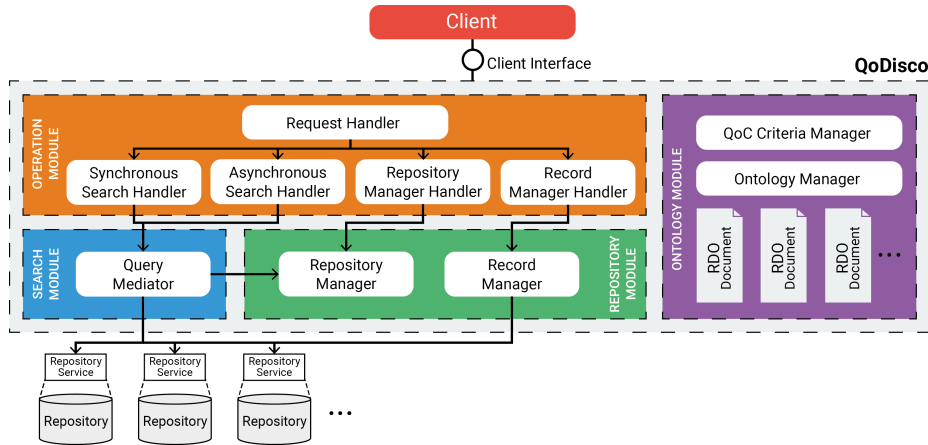 Client
Client Interface
QoDisco
OPERATION
MODULE
Request Handler
Synchronous
Search Handler
Asynchronous
Search Handler
Repository
Manager Handler
Record
Manager Handler
SEARCH
MODULE
Query
Mediator
Repository
Manager
Record
Manager
REPOSITORY
MODULE
ONTOLOGY MODULE
QoC Criteria Manager
Ontology Manager
RDO
Document
RDO
Document
RDO
Document
...
Repository
Service
Repository
Service
Repository
Service
Repository
Repository
Repository
...